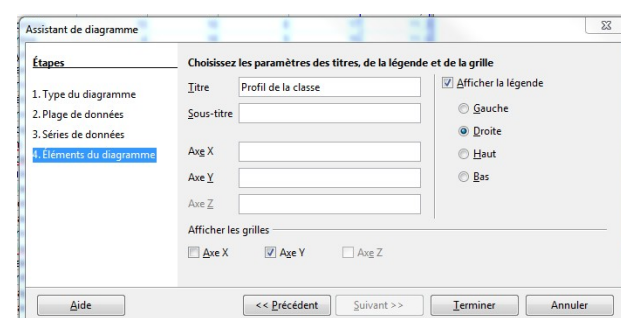 Assistant de diagramme
Étapes
1. Type du diagramme
2. Plage de données
3. Séries de données
4. Éléments du diagramme
Choisissez les paramètres des titres, de la légende et de la grille
Titre Profil de la classe
Sous-titre
Axe X
Axe Y
Axe Z
Afficher la légende
Gauche
Droite
Haut
Bas
Afficher les grilles
Axe X Axe Y Axe Z
Aide << Précédent Suivant >> Terminer Annuler